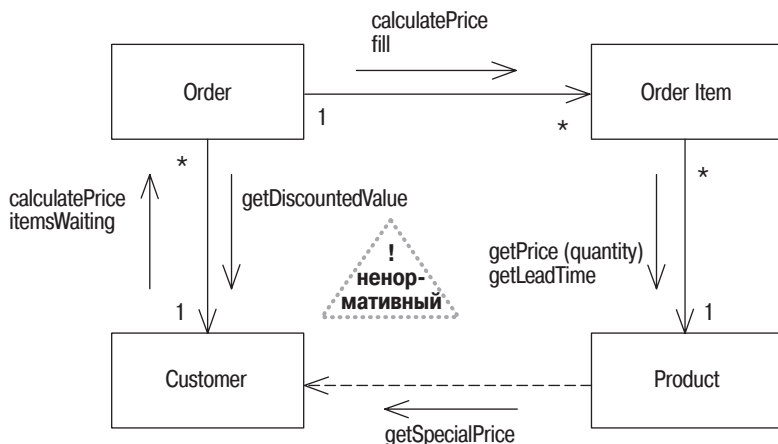 calculatePrice
fill
Order
Order Item
1
*
*
*
calculatePrice
itemsWaiting
getDiscountedValue
!
ненор-
мативный
getPrice (quantity)
getLeadTime
1
1
Customer
Product
getSpecialPrice